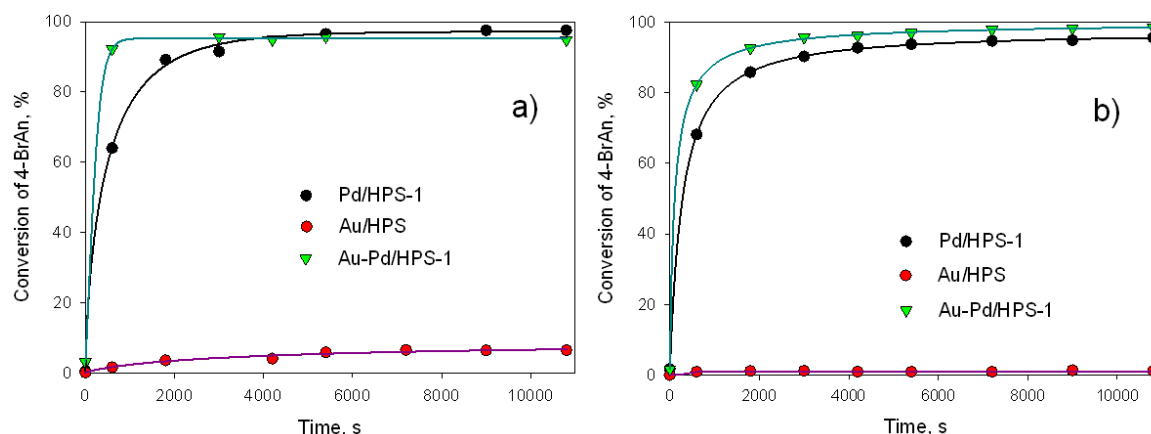 100
80
60
40
20
0
Conversion of 4-BrAn, %
a)
Pd/HPS-1
Au/HPS
Au-Pd/HPS-1
0 2000 4000 6000 8000 10000
Time, s
100
80
60
40
20
0
Conversion of 4-BrAn, %
b)
Pd/HPS-1
Au/HPS
Au-Pd/HPS-1
0 2000 4000 6000 8000 10000
Time, s